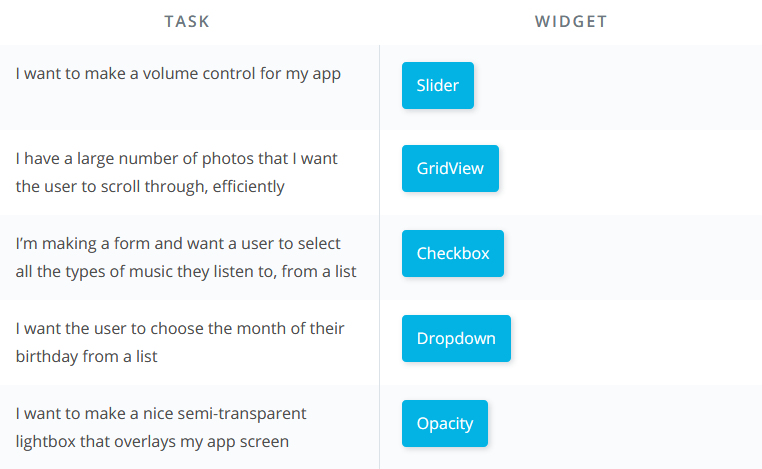 TASK
WIDGET
I want to make a volume control for my app
Slider
I have a large number of photos that I want
the user to scroll through, efficiently
GridView
I’m making a form and want a user to select
all the types of music they listen to, from a list
Checkbox
I want the user to choose the month of their
birthday from a list
Dropdown
I want to make a nice semi-transparent
lightbox that overlays my app screen
Opacity